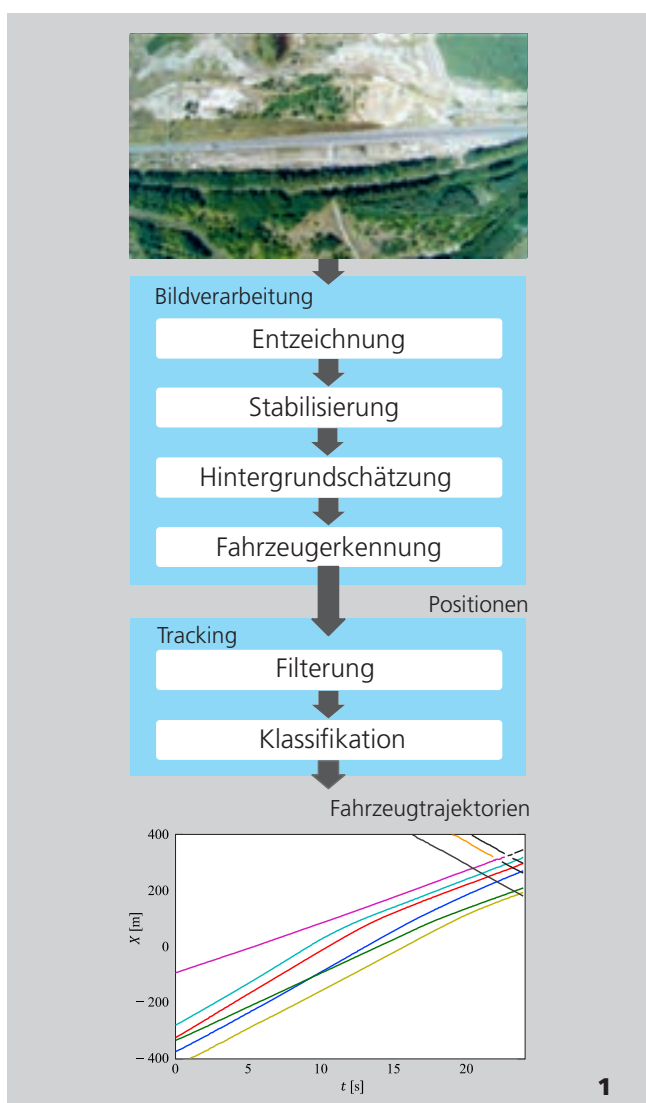 Bildverarbeitung
Entzeichnung
Stabilisierung
Hintergrundschätzung
Fahrzeugerkennung
Positionen
Tracking
Filterung
Klassifikation
Fahrzeugtrajektorien
400
200
0
− 200
− 400
X [m]
0 5 10 15 20
t [s]
1